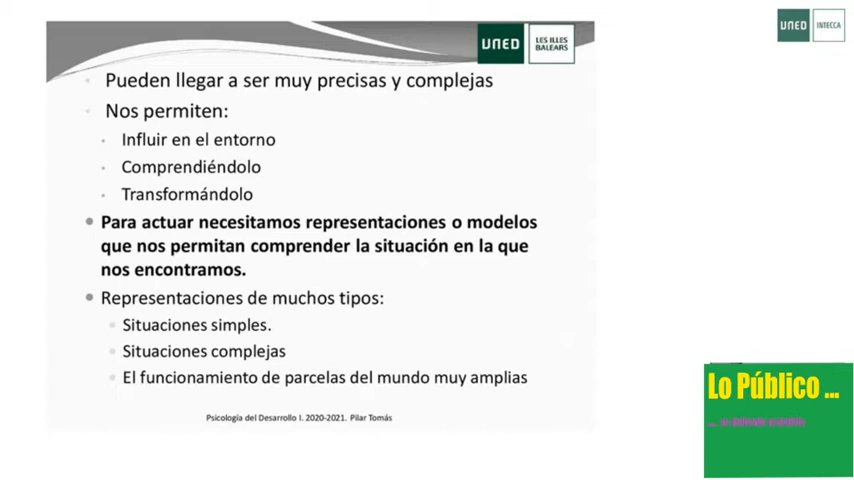 UNED
LES ILLES
BALEARS
UNED
INTECCA
Pueden llegar a ser muy precisas y complejas
Nos permiten:
Influir en el entorno
Comprendiéndolo
Transformándolo
Para actuar necesitamos representaciones o modelos
que nos permitan comprender la situación en la que
nos encontramos.
Representaciones de muchos tipos:
Situaciones simples.
Situaciones complejas
El funcionamiento de parcelas del mundo muy amplias
Psicología del Desarrollo I. 2020-2021. Pilar Tomás
Lo Público ...